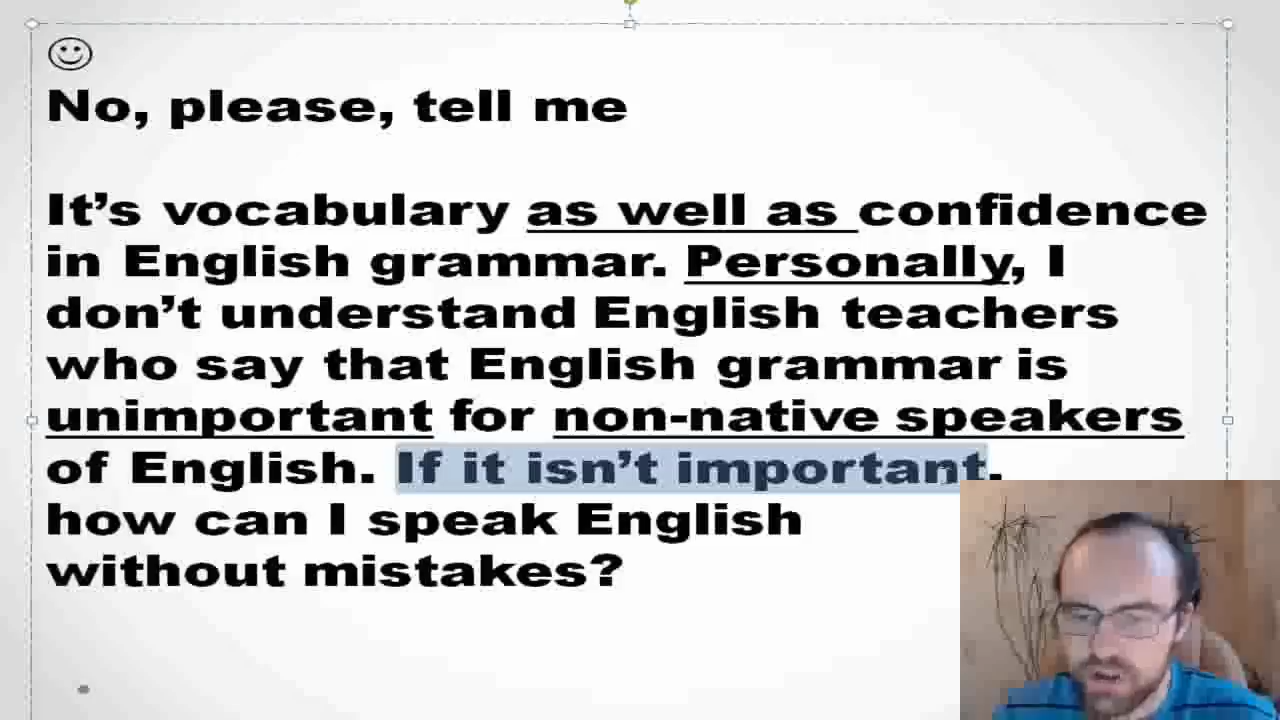 No, please, tell me
It’s vocabulary as well as confidence
in English grammar. Personally, I
don’t understand English teachers
who say that English grammar is
unimportant for non-native speakers
of English. If it isn’t important,
how can I speak English
without mistakes?